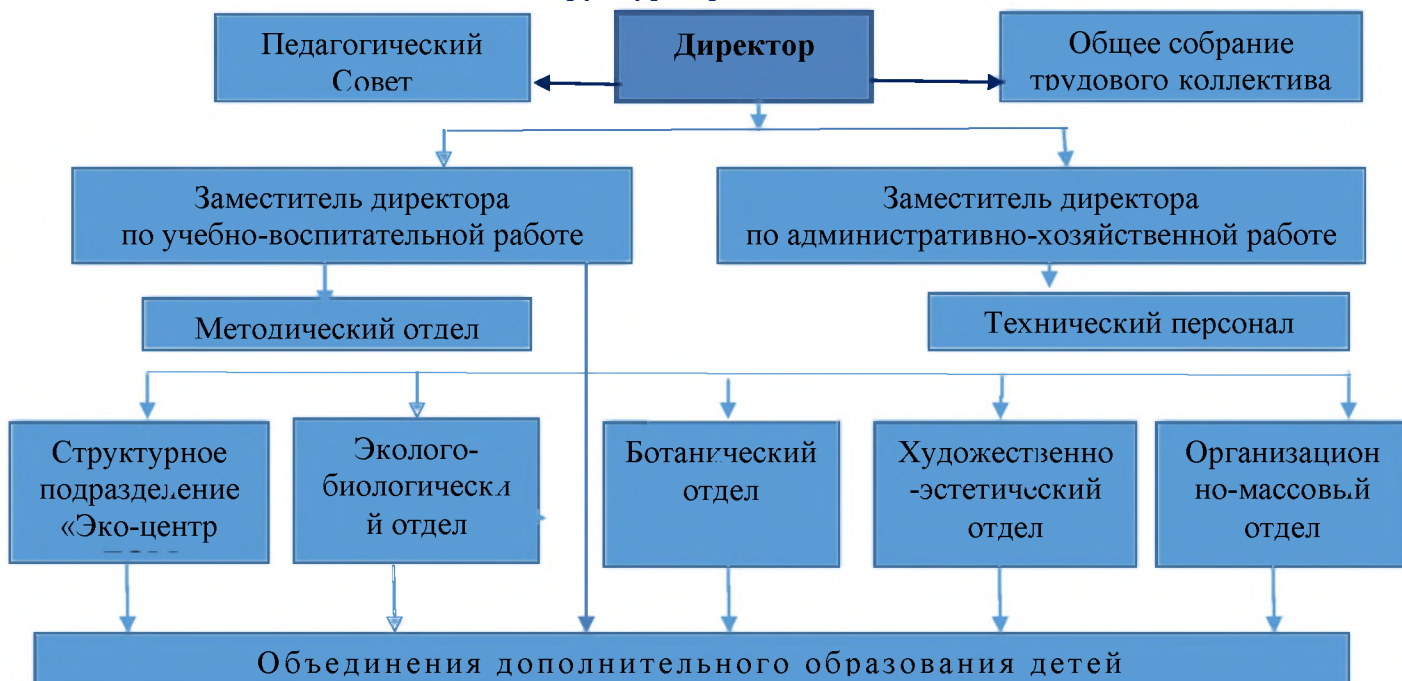 Педагогический
Совет
Директор
Общее собрание
трудового коллектива
Заместитель директора
по учебно-воспитательной работе
Заместитель директора
по административно-хозяйственной работе
Методический отдел
Технический персонал
Структурное
подразделение
«Эко-центр
Эколого-
биологически
й отдел
Ботанический
отдел
Художественно
-эстетический
отдел
Организацион
но-массовый
отдел
Объединения дополнительного образования детей